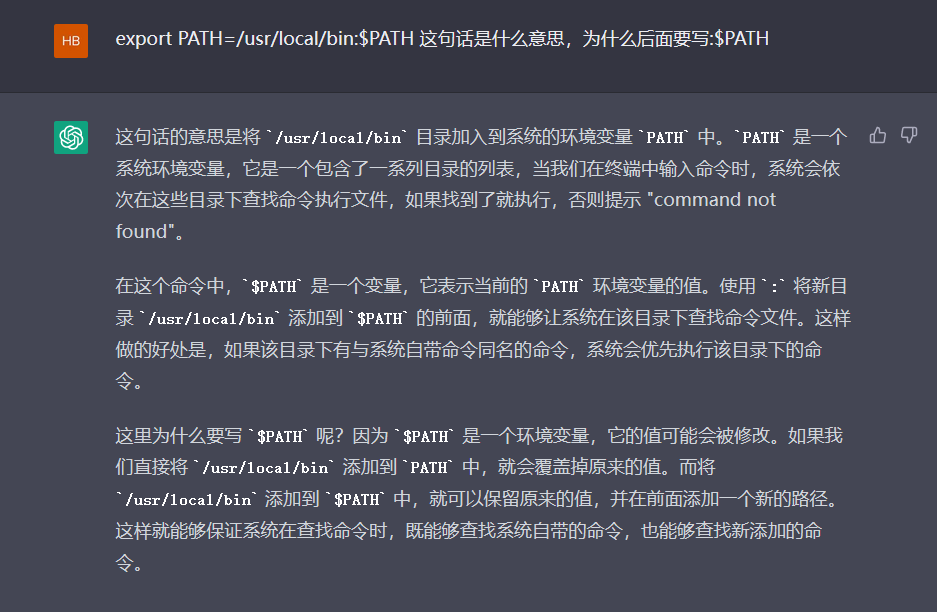 HB
export PATH=/usr/local/bin:$PATH 这句话是什么意思，为什么后面要写:$PATH
这句话的意思是将 `/usr/local/bin` 目录加入到系统的环境变量 `PATH` 中。`PATH` 是一个
系统环境变量，它是一个包含了一系列目录的列表，当我们在终端中输入命令时，系统会依
次在这些目录下查找命令执行文件，如果找到了就执行，否则提示 "command not
found"。
在这个命令中，`$PATH` 是一个变量，它表示当前的 `PATH` 环境变量的值。使用 `:` 将新目
录 `/usr/local/bin` 添加到 `$PATH` 的前面，就能够让系统在该目录下查找命令文件。这样
做的好处是，如果该目录下有与系统自带命令同名的命令，系统会优先执行该目录下的命
令。
这里为什么要写 `$PATH` 呢？因为 `$PATH` 是一个环境变量，它的值可能会被修改。如果我
们直接将 `/usr/local/bin` 添加到 `PATH` 中，就会覆盖掉原来的值。而将
`/usr/local/bin` 添加到 `$PATH` 中，就可以保留原来的值，并在前面添加一个新的路径。
这样就能够保证系统在查找命令时，既能够查找系统自带的命令，也能够查找新添加的命
令。